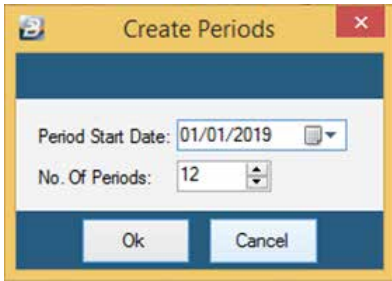 Create Periods
Period Start Date: 01/01/2019
No. Of Periods: 12
Ok Cancel